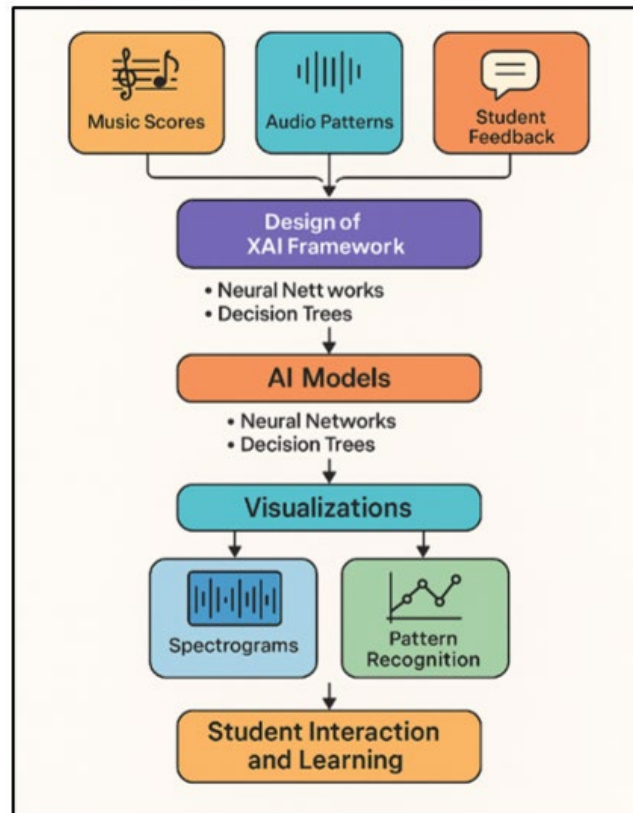 Music Scores
Audio Patterns
Student
Feedback
Design of
XAI Framework
• Neural Nett works
• Decision Trees
AI Models
• Neural Networks
• Decision Trees
Visualizations
Spectrograms
Pattern
Recognition
Student Interaction
and Learning